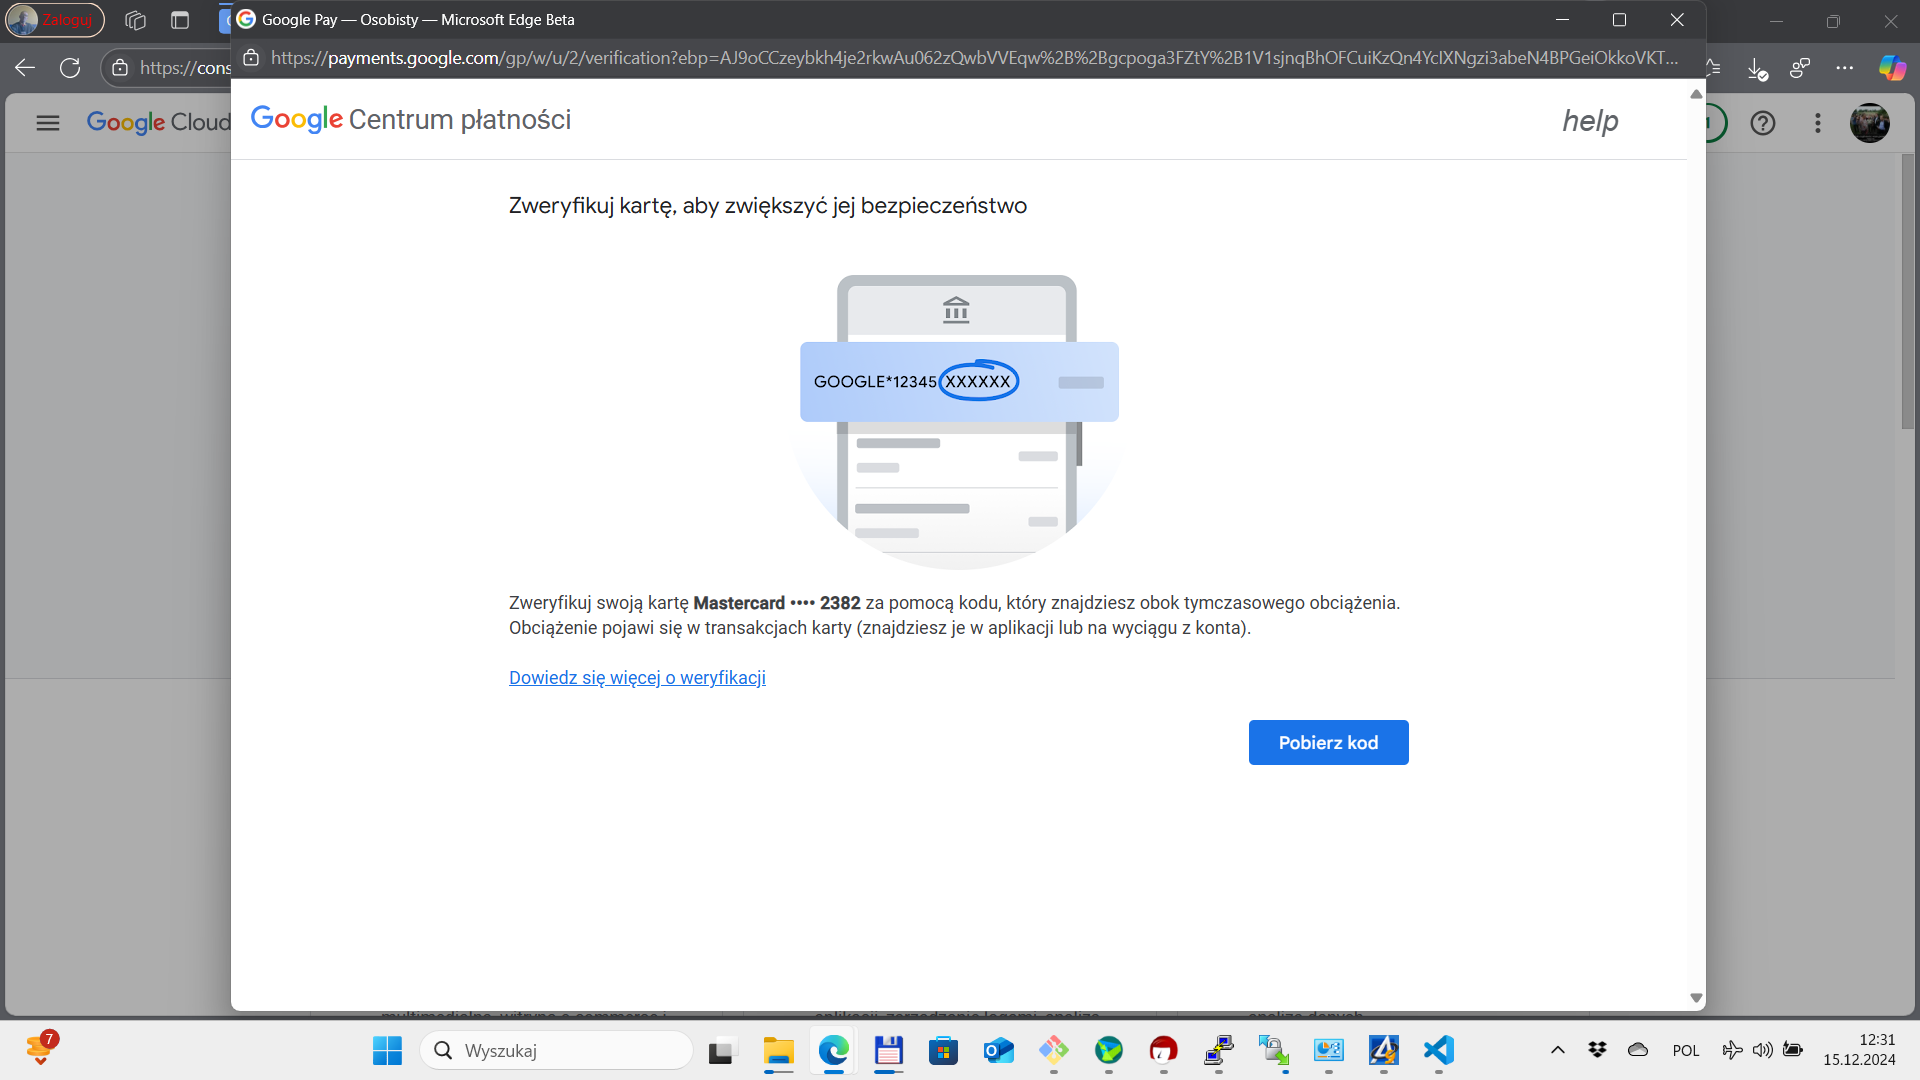 Zaloguj
Google Pay — Osobisty — Microsoft Edge Beta
https://cons
https://payments.google.com/gp/w/u/2/verification?ebp=AJ9oCCzeybkh4je2rkwAu062zQwbVVEqw%2B%2Bgcpoga3FZtY%2B1V1sjnqBhOFCuiKzQn4YclXNgzi3abeN4BPGeiOkkoVKT...
Google Cloud
Google Centrum płatności
help
Zweryfikuj kartę, aby zwiększyć jej bezpieczeństwo
GOOGLE*12345 XXXXXX
Zweryfikuj swoją kartę Mastercard •••• 2382 za pomocą kodu, który znajdziesz obok tymczasowego obciążenia.
Obciążenie pojawi się w transakcjach karty (znajdziesz je w aplikacji lub na wyciągu z konta).
Dowiedz się więcej o weryfikacji
Pobierz kod
7
Wyszukaj
POL
12:31
15.12.2024